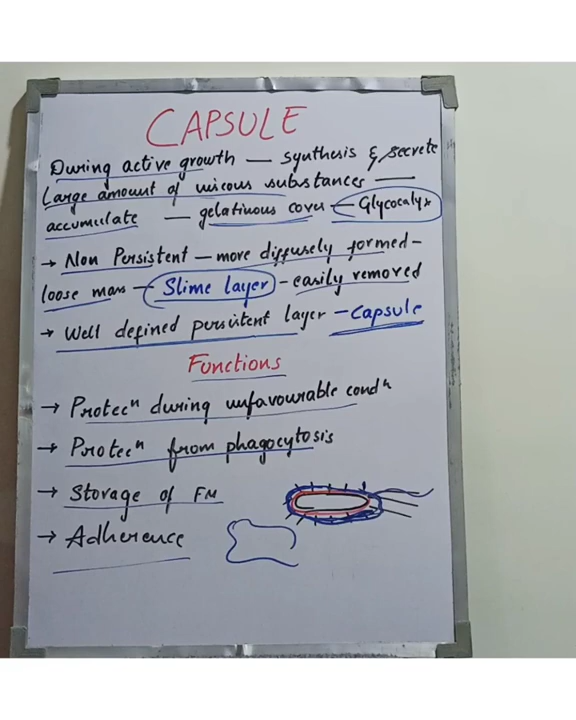 CAPSULE
During active growth — synthesis & secrete
Large amount of viscous substances —
accumulate — gelatinous cover — Glycocalyx
→ Non Persistent — more diffusely formed -
loose mass — Slime layer - easily removed
→ Well defined persistent layer - Capsule
Functions
→ Protecⁿ during unfavourable condⁿ
→ Protecⁿ from phagocytosis
→ Storage of FM
→ Adherence